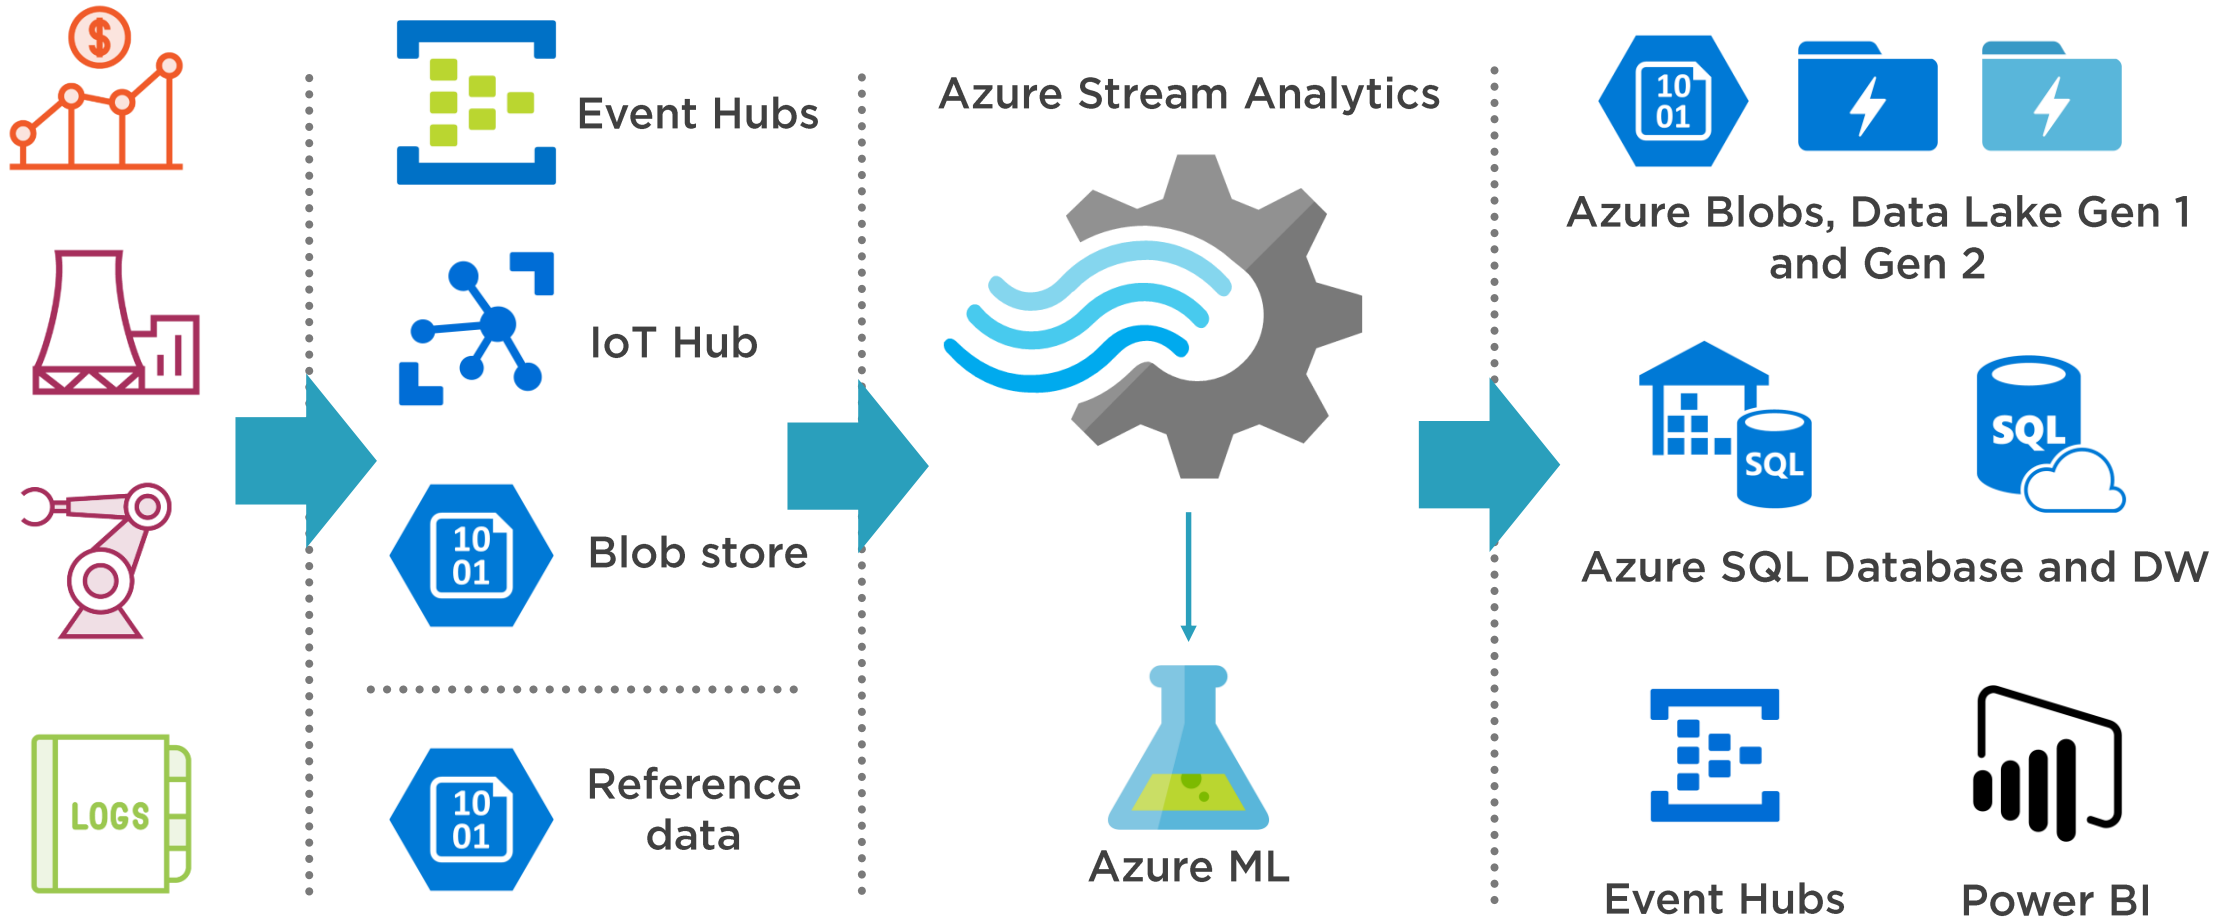 $
LOGS
Event Hubs
IoT Hub
10
01
Blob store
10
01
Reference
data
Azure Stream Analytics
Azure ML
10
01
Azure Blobs, Data Lake Gen 1
and Gen 2
SQL
SQL
Azure SQL Database and DW
Event Hubs
Power BI